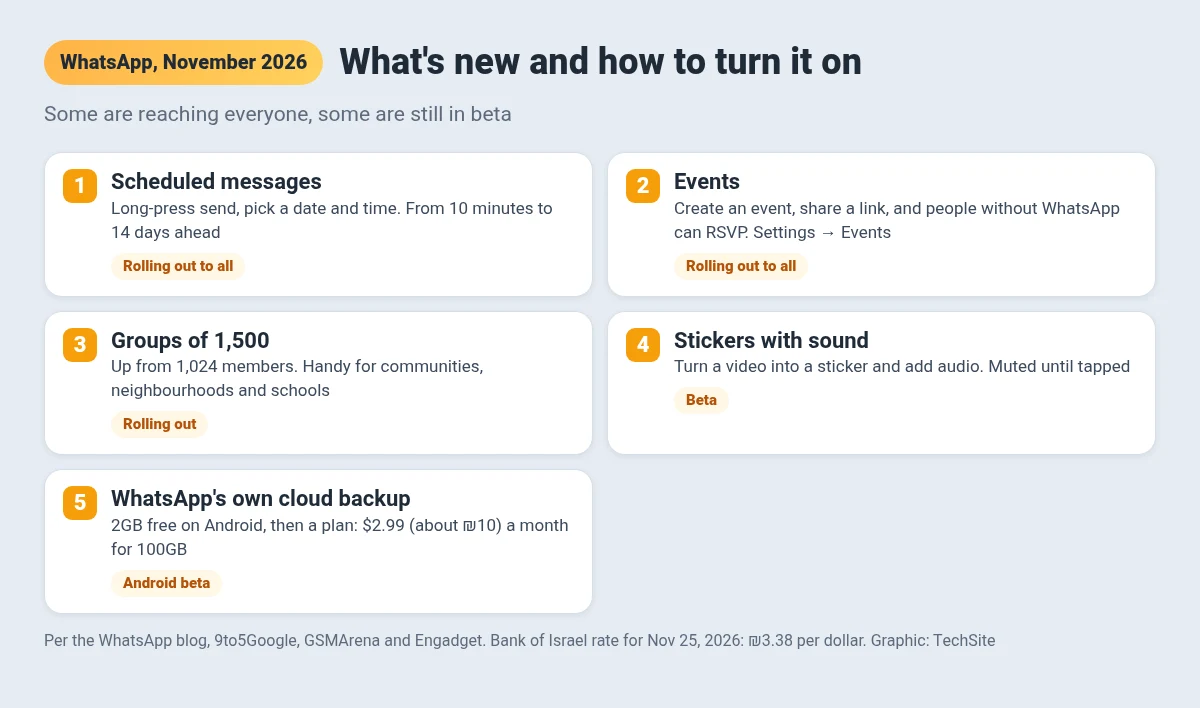 WhatsApp, November 2026
What's new and how to turn it on
Some are reaching everyone, some are still in beta
1
Scheduled messages
Long-press send, pick a date and time. From 10 minutes to
14 days ahead
Rolling out to all
2
Events
Create an event, share a link, and people without WhatsApp
can RSVP. Settings → Events
Rolling out to all
3
Groups of 1,500
Up from 1,024 members. Handy for communities,
neighbourhoods and schools
Rolling out
4
Stickers with sound
Turn a video into a sticker and add audio. Muted until tapped
Beta
5
WhatsApp's own cloud backup
2GB free on Android, then a plan: $2.99 (about ₪10) a month
for 100GB
Android beta
Per the WhatsApp blog, 9to5Google, GSMArena and Engadget. Bank of Israel rate for Nov 25, 2026: ₪3.38 per dollar. Graphic: TechSite